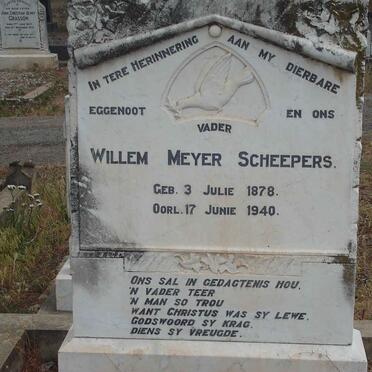 IN TERE HERINNERING AAN MY DIERBARE
EGGENOOT EN ONS
VADER
WILLEM MEYER SCHEEPERS.
GEB. 3 JULIE 1878.
OORL. 17 JUNIE 1940.
ONS SAL IN GEDAGTENIS HOU,
'N VADER TEER
'N MAN SO TROU
WANT CHRISTUS WAS SY LEWE.
GODSWOORD SY KRAG.
DIENS SY VREUGDE.